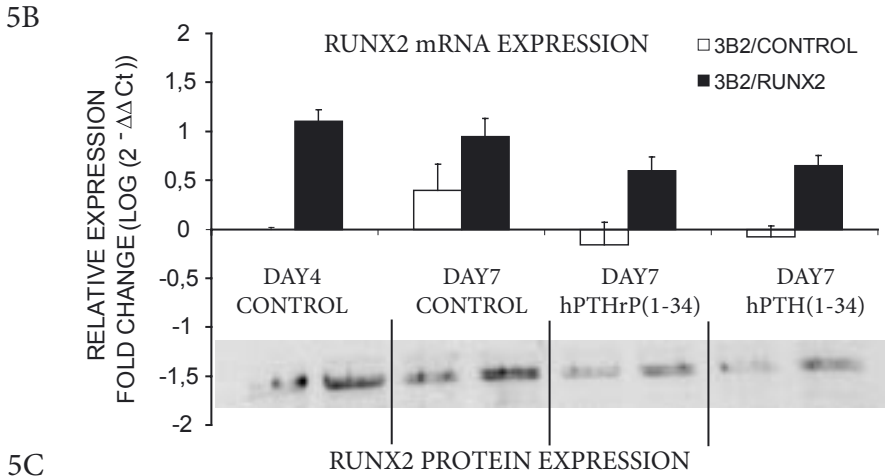 5B
RUNX2 mRNA EXPRESSION
3B2/CONTROL
3B2/RUNX2
RELATIVE EXPRESSION
FOLD CHANGE (LOG (2 - ΔΔCt))
2
1,5
1
0,5
0
-0,5
-1
-1,5
-2
DAY4
CONTROL
DAY7
CONTROL
DAY7
hPTHrP(1-34)
DAY7
hPTH(1-34)
5C
RUNX2 PROTEIN EXPRESSION